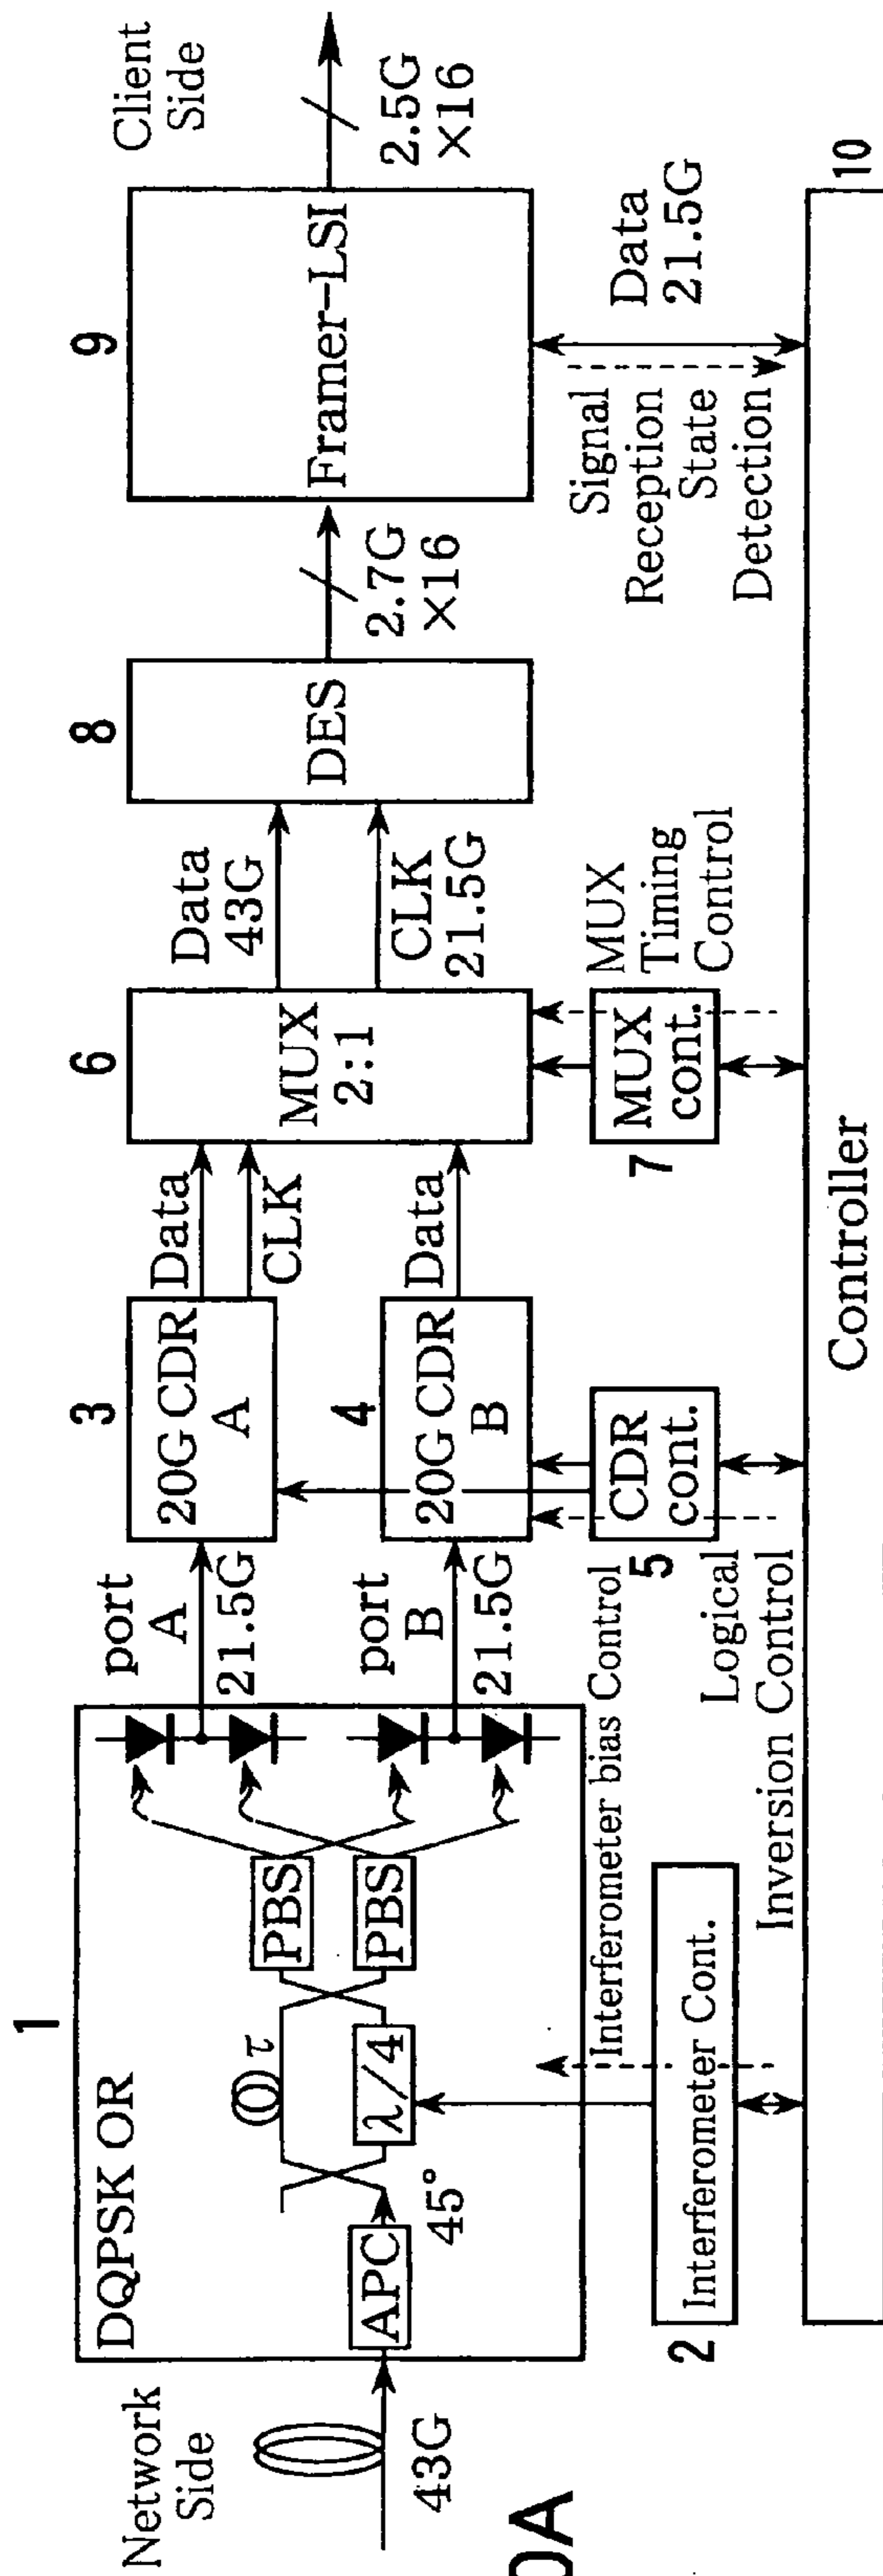 Network
Side
43G
1
DQPSK OR
APC
45°
τ
λ/4
PBS
PBS
port
A
21.5G
port
B
21.5G
2
Interferometer Cont.
Interferometer bias Control
3
20G CDR
A
4
20G CDR
B
5
CDR
cont.
Logical
Inversion Control
Data
CLK
Data
6
MUX
2:1
7
MUX
cont.
MUX
Timing
Control
Data
43G
CLK
21.5G
8
DES
2.7G
×16
9
Framer-LSI
Signal
Reception
State
Detection
Data
21.5G
Client
Side
2.5G
×16
10
Controller